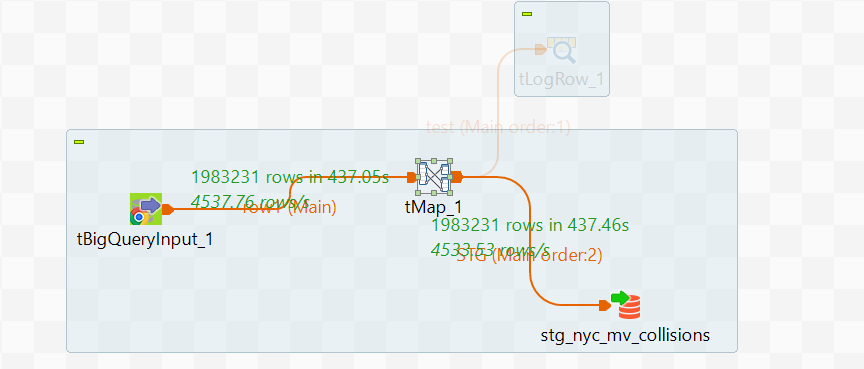 tLogRow_1
test (Main order:1)
1983231 rows in 437.05s
4537.76 rows/s
row1 (Main)
tMap_1
tBigQueryInput_1
1983231 rows in 437.46s
4533.53 rows/s
STG (Main order:2)
stg_nyc_mv_collisions